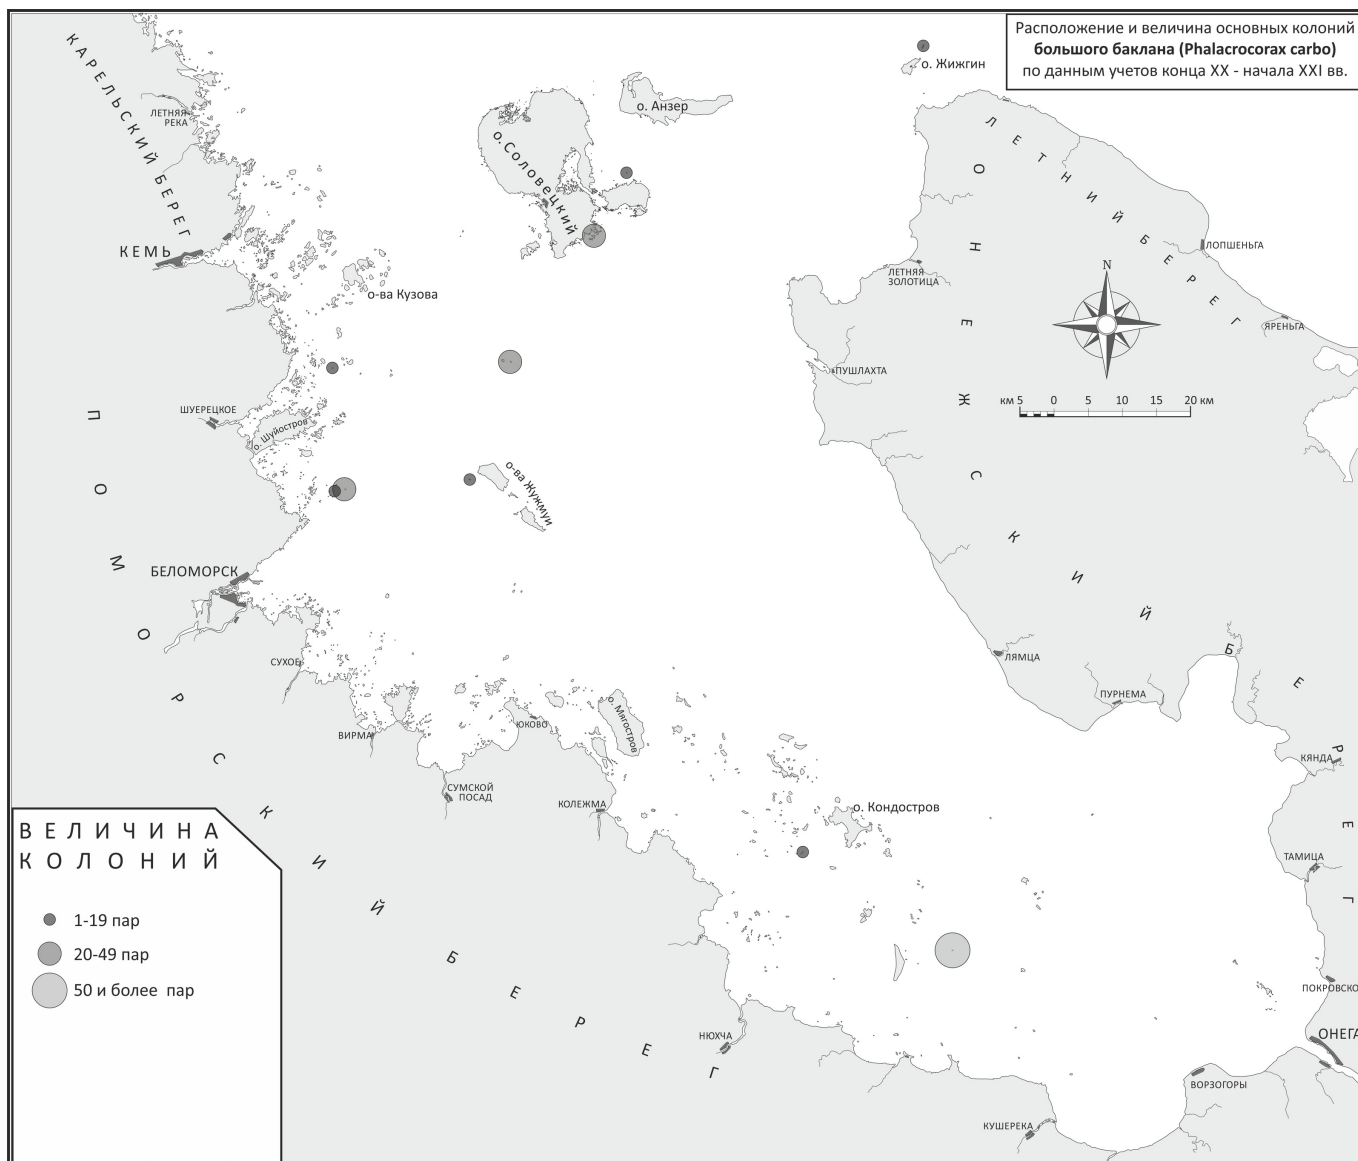 Расположение и величина основных колоний
большого баклана (Phalacrocorax carbo)
по данным учетов конца XX - начала XXI вв.
КАРЕЛЬСКИЙ БЕРЕГ
ЛЕТНЯЯ
РЕКА
КЕМЬ
о. Соловецкий
о. Анзер
о. Жижгин
ЛЕТНИЙ БЕРЕГ
ЛОПШЕНЬГА
ЛЕТНЯЯ
ЗОЛОТИЦА
N
ЯРЕНЬГА
о-ва Кузова
ПУШЛАХТА
км 5 0 5 10 15 20 км
ОНЕЖСКИЙ БЕРЕГ
ШУЕРЕЦКОЕ
о. Шуйостров
о-ва Жужмуи
ПОМОРСКИЙ БЕРЕГ
БЕЛОМОРСК
СУХОЕ
ЛЯМЦА
ПУРНЕМА
ВИРМА
ЮКОВО
о. Мягостров
КЯНДА
СУМСКОЙ
ПОСАД
КОЛЕЖМА
о. Кондостров
ТАМИЦА
ПОКРОВСКО
НЮХЧА
ОНЕГА
ВОРЗОГОРЫ
КУШЕРЕКА
ВЕЛИЧИНА
КОЛОНИЙ
1-19 пар
20-49 пар
50 и более пар